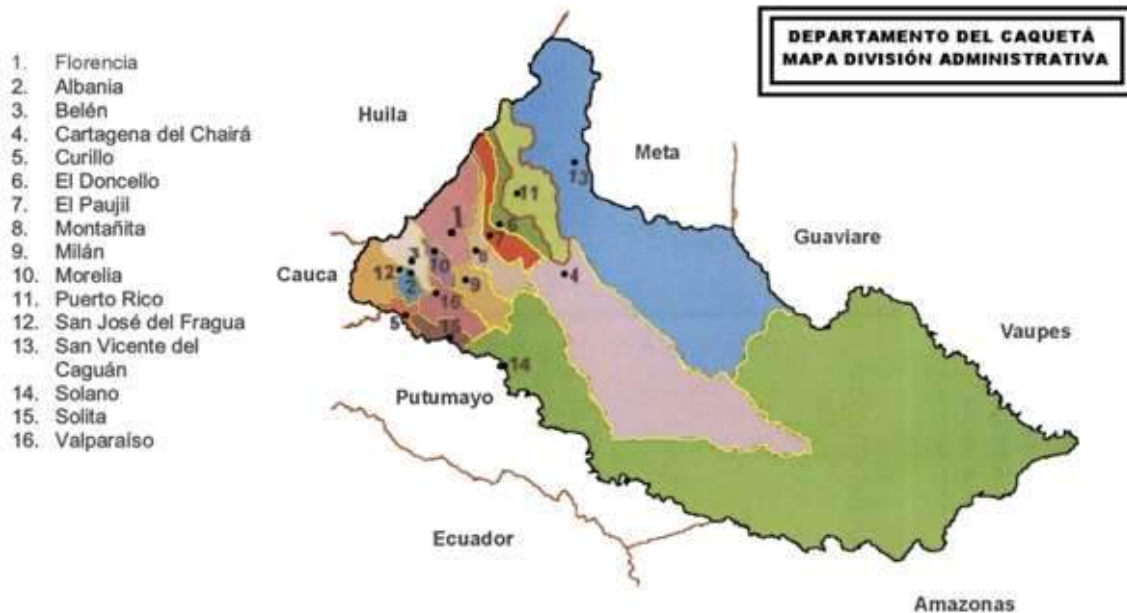 DEPARTAMENTO DEL CAQUETÁ
MAPA DIVISIÓN ADMINISTRATIVA
1. Florencia
2. Albania
3. Belén
4. Cartagena del Chairá
5. Curillo
6. El Doncello
7. El Paujil
8. Montañita
9. Milán
10. Morelia
11. Puerto Rico
12. San José del Fragua
13. San Vicente del
Caguán
14. Solano
15. Solita
16. Valparaíso
Huila
Meta
Guaviare
Cauca
Vaupes
Putumayo
Ecuador
Amazonas
13
11
1
6
7
8
3
10
12
2
9
4
16
5
15
14